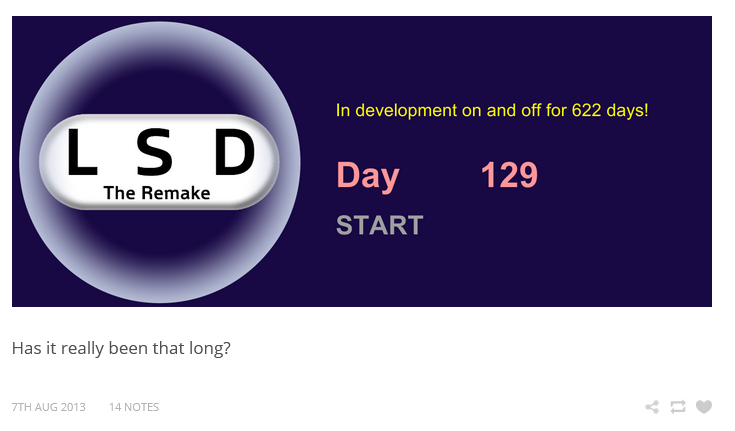 L S D
The Remake
In development on and off for 622 days!
Day 129
START
Has it really been that long?
7TH AUG 2013 14 NOTES